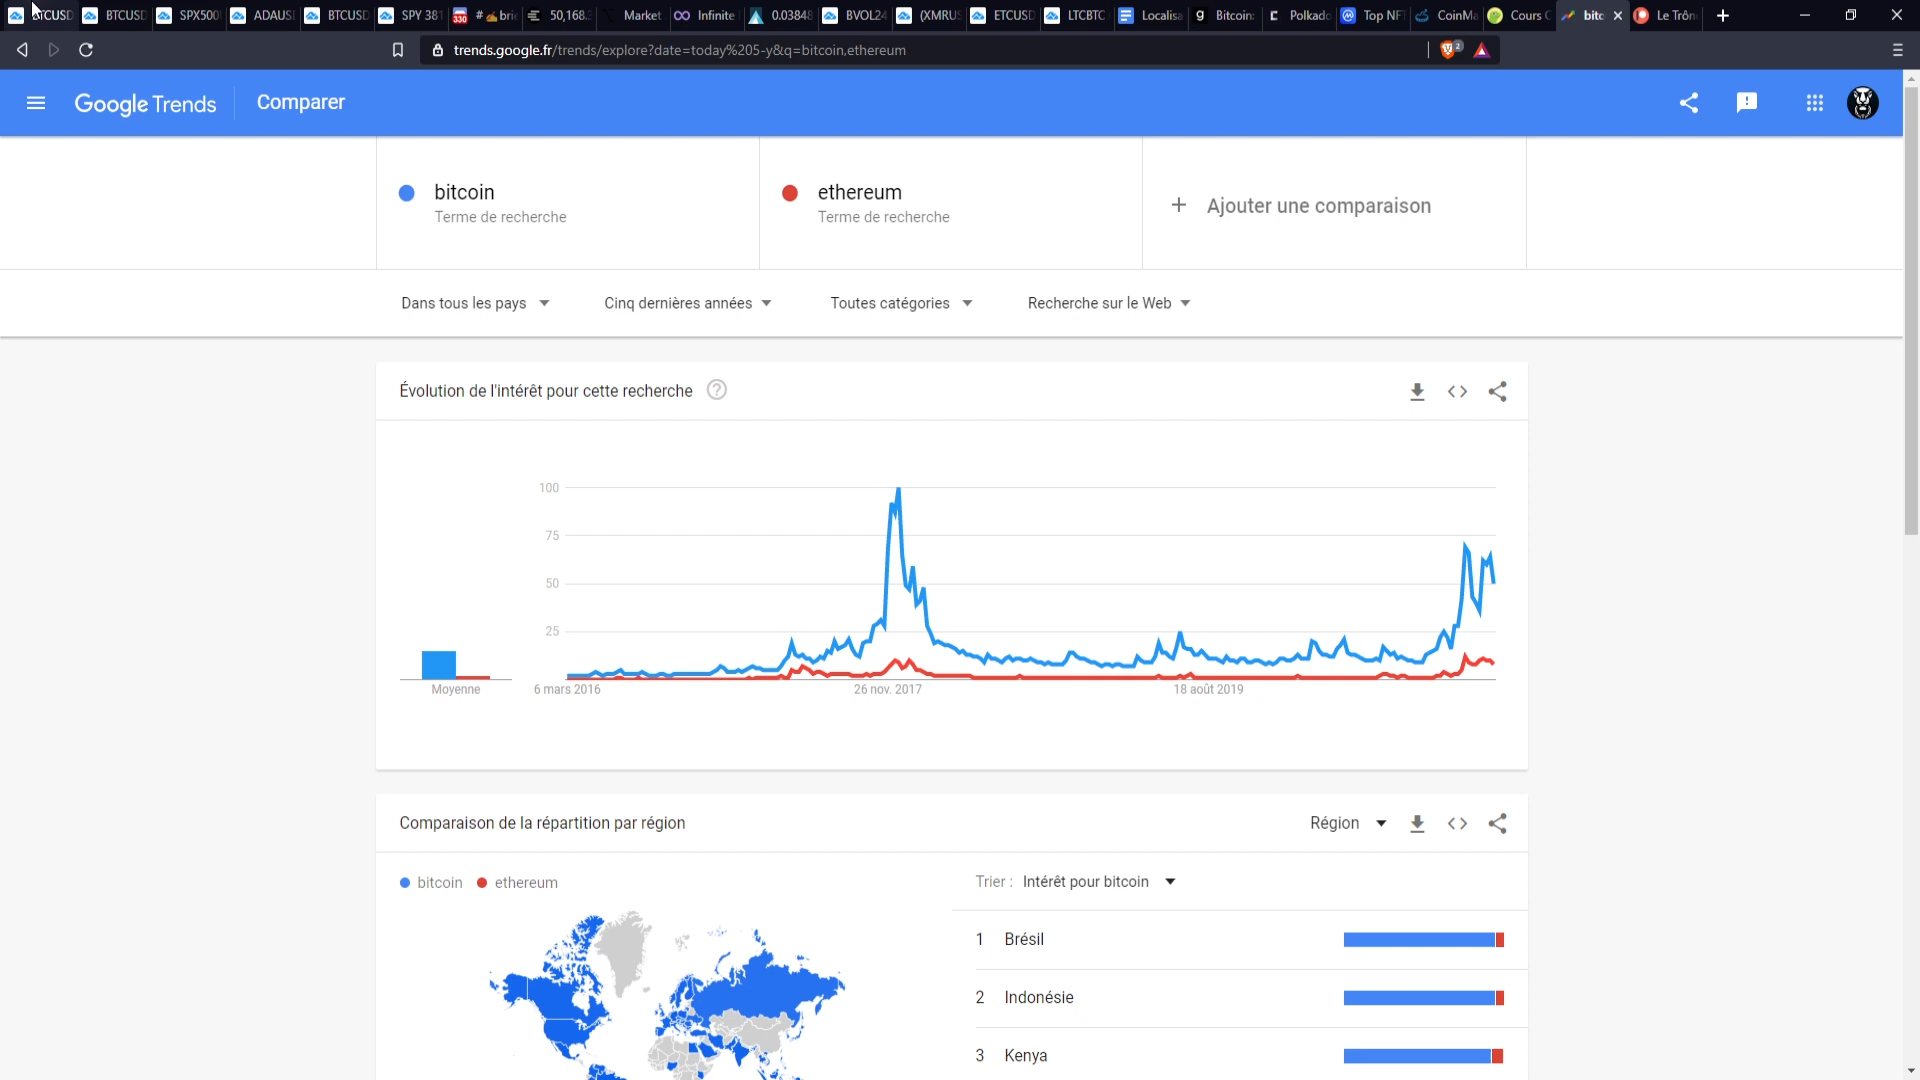 BTCUSD
SPX500
ADAUSD
BTCUSD
SPY 381
330
50,168.
Market
Infinite
0.03848
BVOL24
(XMRUS
ETCUSD
LTCBTC
Localisa
Bitcoin
Polkado
Top NFT
CoinMa
Cours
bitc
Le Trôn
trends.google.fr/trends/explore?date=today%205-y&q=bitcoin,ethereum
2
Google Trends
Comparer
bitcoin
Terme de recherche
ethereum
Terme de recherche
+ Ajouter une comparaison
Dans tous les pays
Cinq dernières années
Toutes catégories
Recherche sur le Web
Évolution de l'intérêt pour cette recherche
100
75
50
25
Moyenne
6 mars 2016
26 nov. 2017
18 août 2019
Comparaison de la répartition par région
Région
bitcoin
ethereum
Trier : Intérêt pour bitcoin
1 Brésil
2 Indonésie
3 Kenya